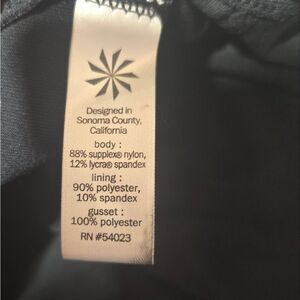 Designed in
Sonoma County,
California
body :
88% supplex® nylon,
12% lycra® spandex
lining :
90% polyester,
10% spandex
gusset :
100% polyester
RN #54023